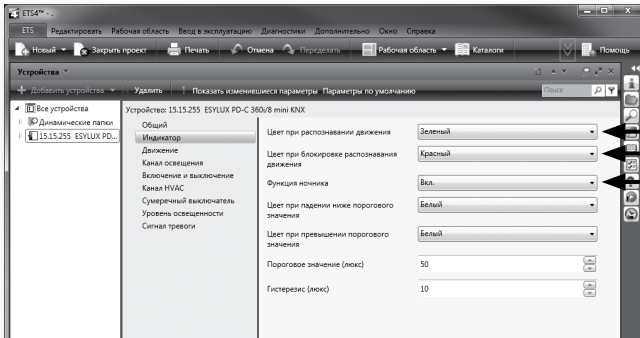 ETS4™ - .
ETS Редактировать Рабочая область Ввод в эксплуатацию Диагностики Дополнительно Окно Справка
Новый Закрыть проект Печать Отмена Переделать Рабочая область Каталоги Помощь
Устройства
Добавить устройства Удалить Показать изменившиеся параметры Параметры по умолчанию Поиск
Все устройства
Динамические папки
15.15.255 ESYLUX PD...
Устройство: 15.15.255 ESYLUX PD-C 360i/8 mini KNX
Общий
Индикатор
Движение
Канал освещения
Включение и выключение
Канал HVAC
Сумеречный выключатель
Уровень освещенности
Сигнал тревоги
Цвет при распознавании движения Зеленый
Цвет при блокировке распознавания Красный
движения
Функция ночника Вкл.
Цвет при падении ниже порогового Белый
значения
Цвет при превышении порогового Белый
значения
Пороговое значение (люкс) 50
Гистерезис (люкс) 10